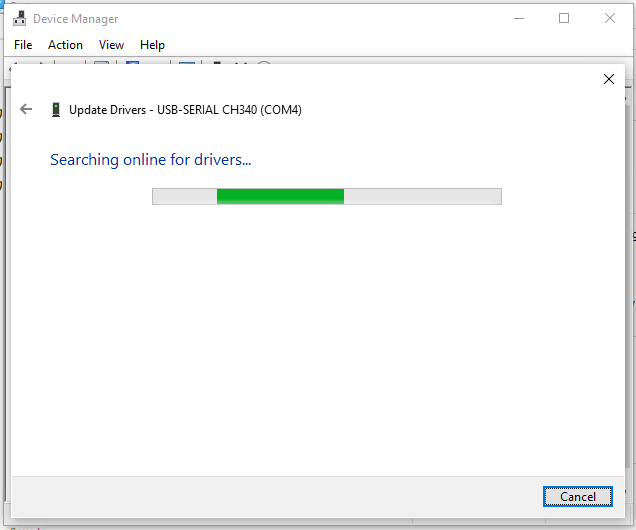 Device Manager
File Action View Help
Update Drivers - USB-SERIAL CH340 (COM4)
Searching online for drivers...
Cancel